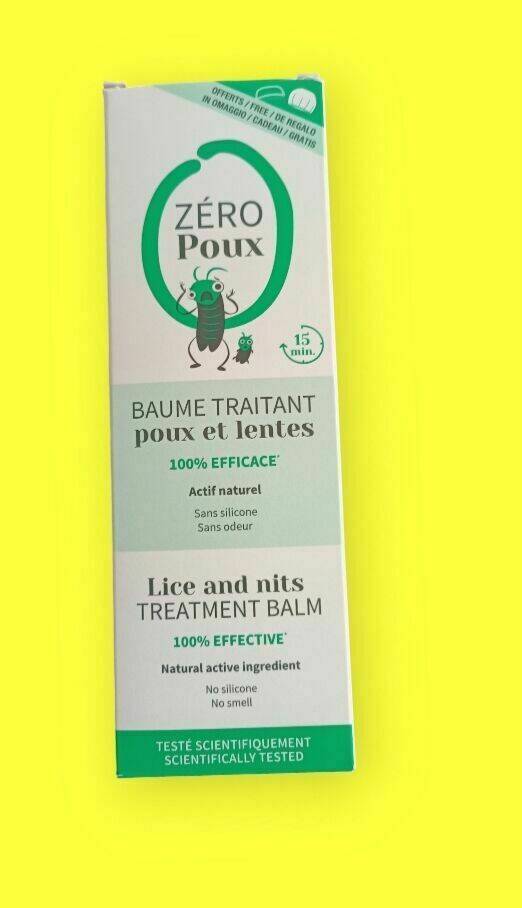 OFFERTS / FREE / DE REGALO
IN OMAGGIO / CADEAU / GRATIS
ZÉRO
Poux
15
min.
BAUME TRAITANT
poux et lentes
100% EFFICACE*
Actif naturel
Sans silicone
Sans odeur
Lice and nits
TREATMENT BALM
100% EFFECTIVE*
Natural active ingredient
No silicone
No smell
TESTÉ SCIENTIFIQUEMENT
SCIENTIFICALLY TESTED